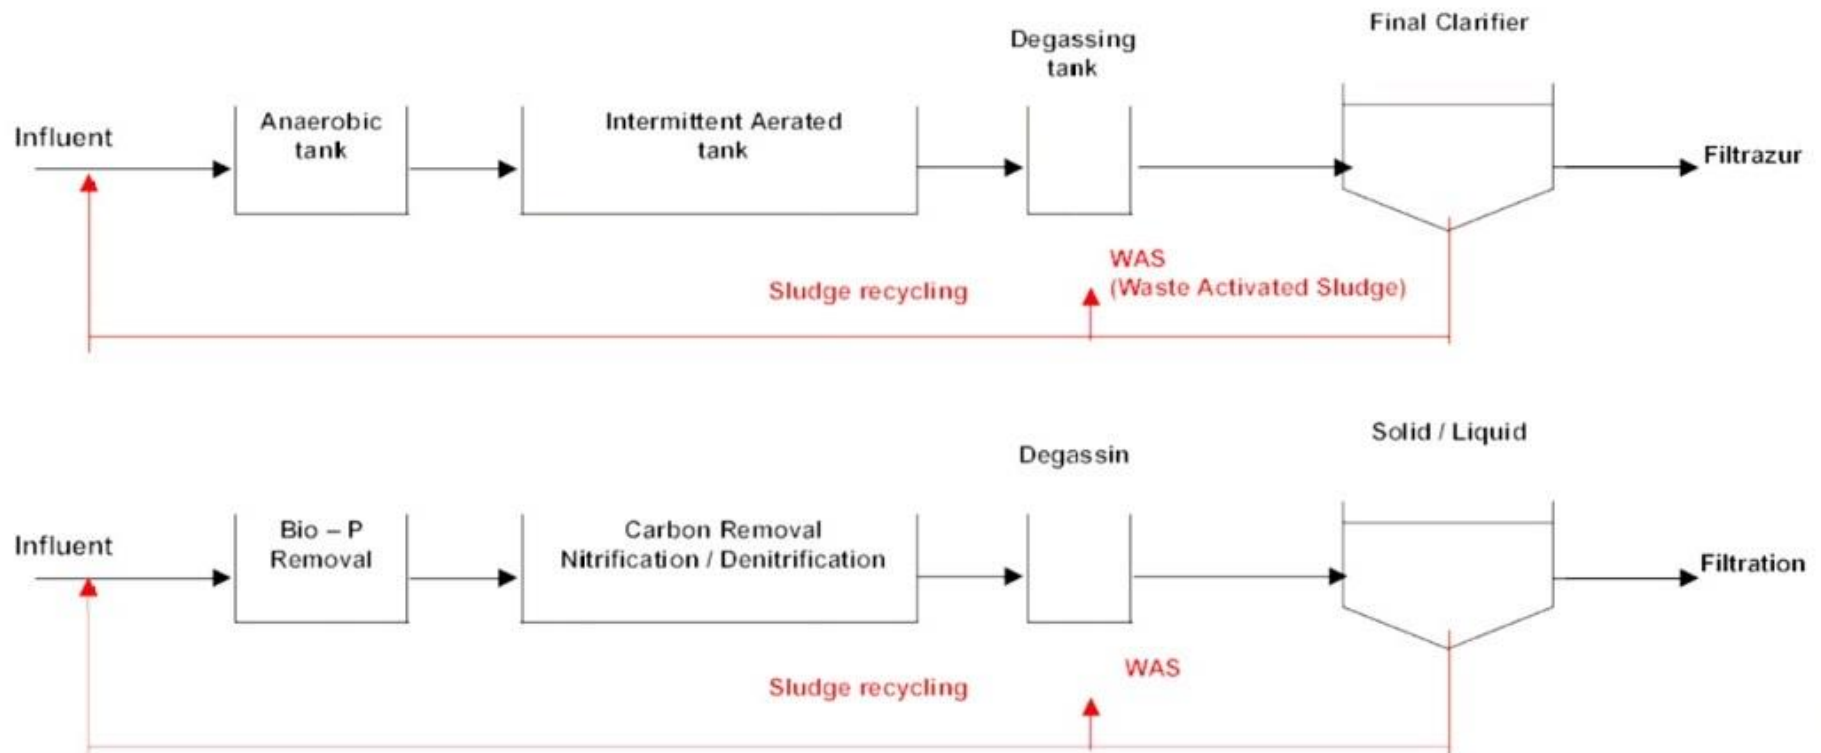 Final Clarifier
Degassing
tank
Influent
Anaerobic
tank
Intermittent Aerated
tank
Filtrazur
WAS
(Waste Activated Sludge)
Sludge recycling
Solid / Liquid
Degassin
Influent
Bio – P
Removal
Carbon Removal
Nitrification / Denitrification
Filtration
WAS
Sludge recycling